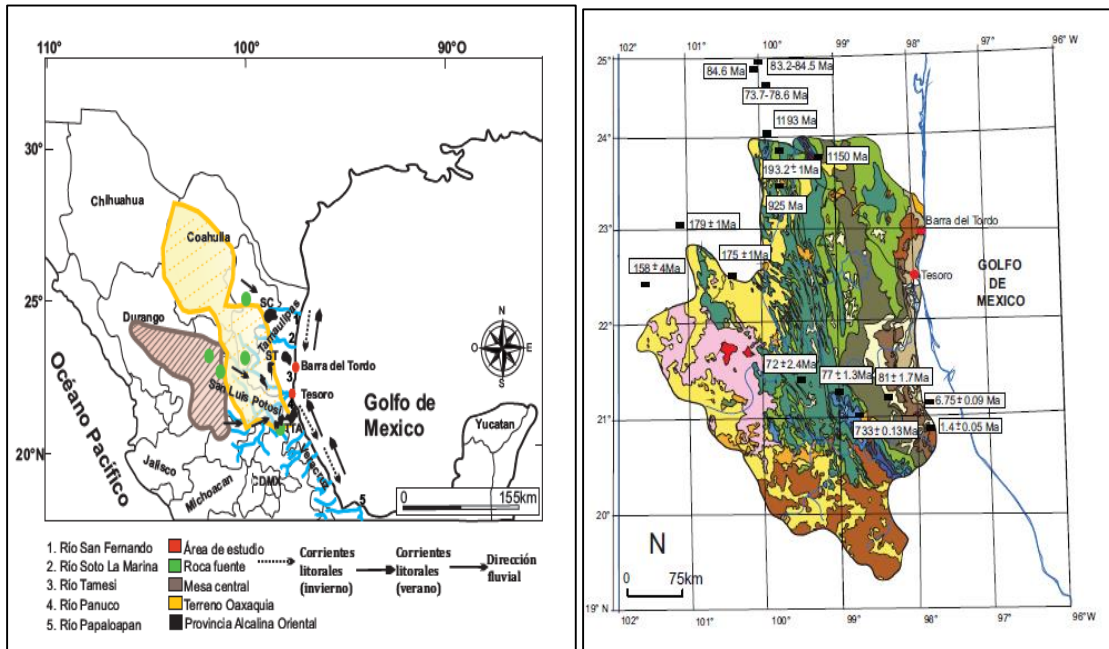 110°
100°
90°O
30°
25°
20°N
Chihuahua
Coahuila
Durango
SC
Tamaulipas
1
2
ST
3
Barra del Tordo
Tesoro
San Luis Potosí
TTA
Golfo de
Mexico
Océano Pacífico
Jalisco
Michoacan
CDMX
Veracruz
Yucatan
5
N
O
E
S
0
155km
1. Río San Fernando
2. Río Soto La Marina
3. Río Tamesi
4. Río Panuco
5. Río Papaloapan
Área de estudio
Roca fuente
Mesa central
Terreno Oaxaquia
Provincia Alcalina Oriental
Corrientes
litorales
(invierno)
Corrientes
litorales
(verano)
Dirección
fluvial
102°
101°
100°
99°
98°
97°
96° W
25°
24°
23°
22°
21°
20°
19° N
84.6 Ma
83.2-84.5 Ma
73.7-78.6 Ma
1193 Ma
1150 Ma
193.2 ± 1Ma
925 Ma
179 ± 1Ma
175 ± 1Ma
158 ± 4Ma
Barra del Tordo
Tesoro
GOLFO
DE
MEXICO
72 ± 2.4Ma
77 ± 1.3Ma
81 ± 1.7Ma
6.75±0.09 Ma
733 ± 0.13Ma
1.4±0.05 Ma
N
0
75km
102°
101°
100°
99°
98°
97°
96° W